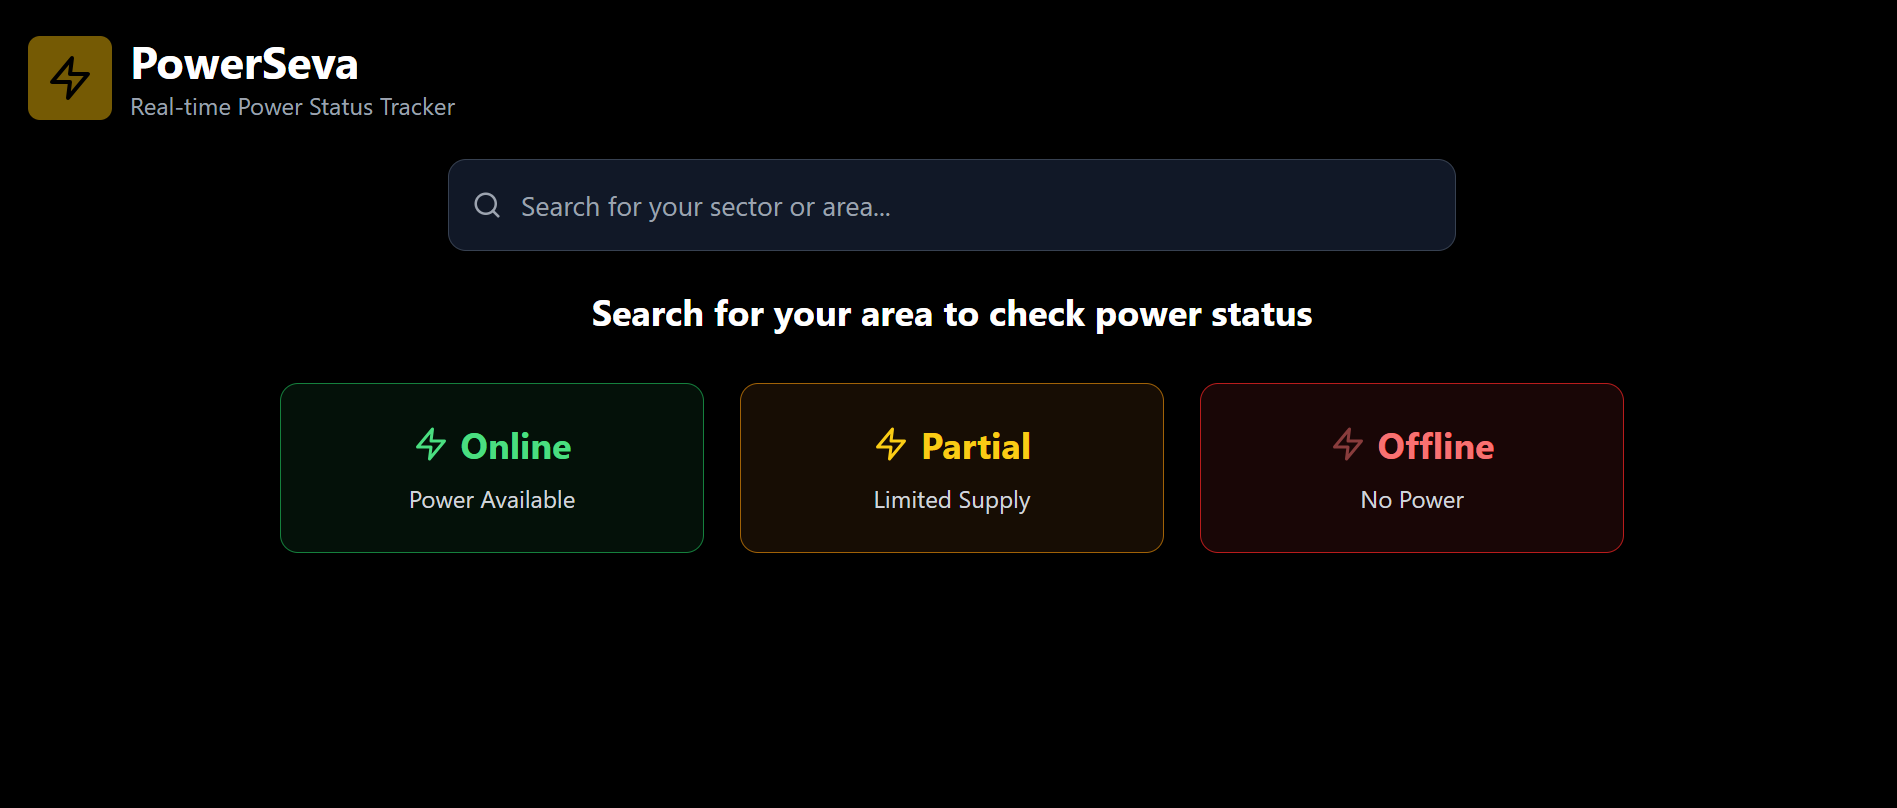 PowerSeva
Real-time Power Status Tracker
Search for your sector or area...
Search for your area to check power status
Online
Power Available
Partial
Limited Supply
Offline
No Power